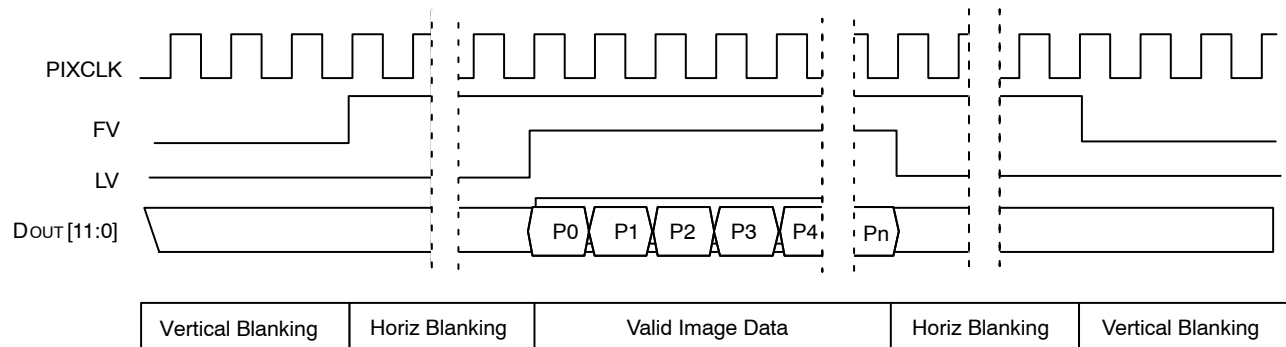 PIXCLK
FV
LV
DOUT[11:0]
P0 P1 P2 P3 P4 Pn
Vertical Blanking Horiz Blanking Valid Image Data Horiz Blanking Vertical Blanking